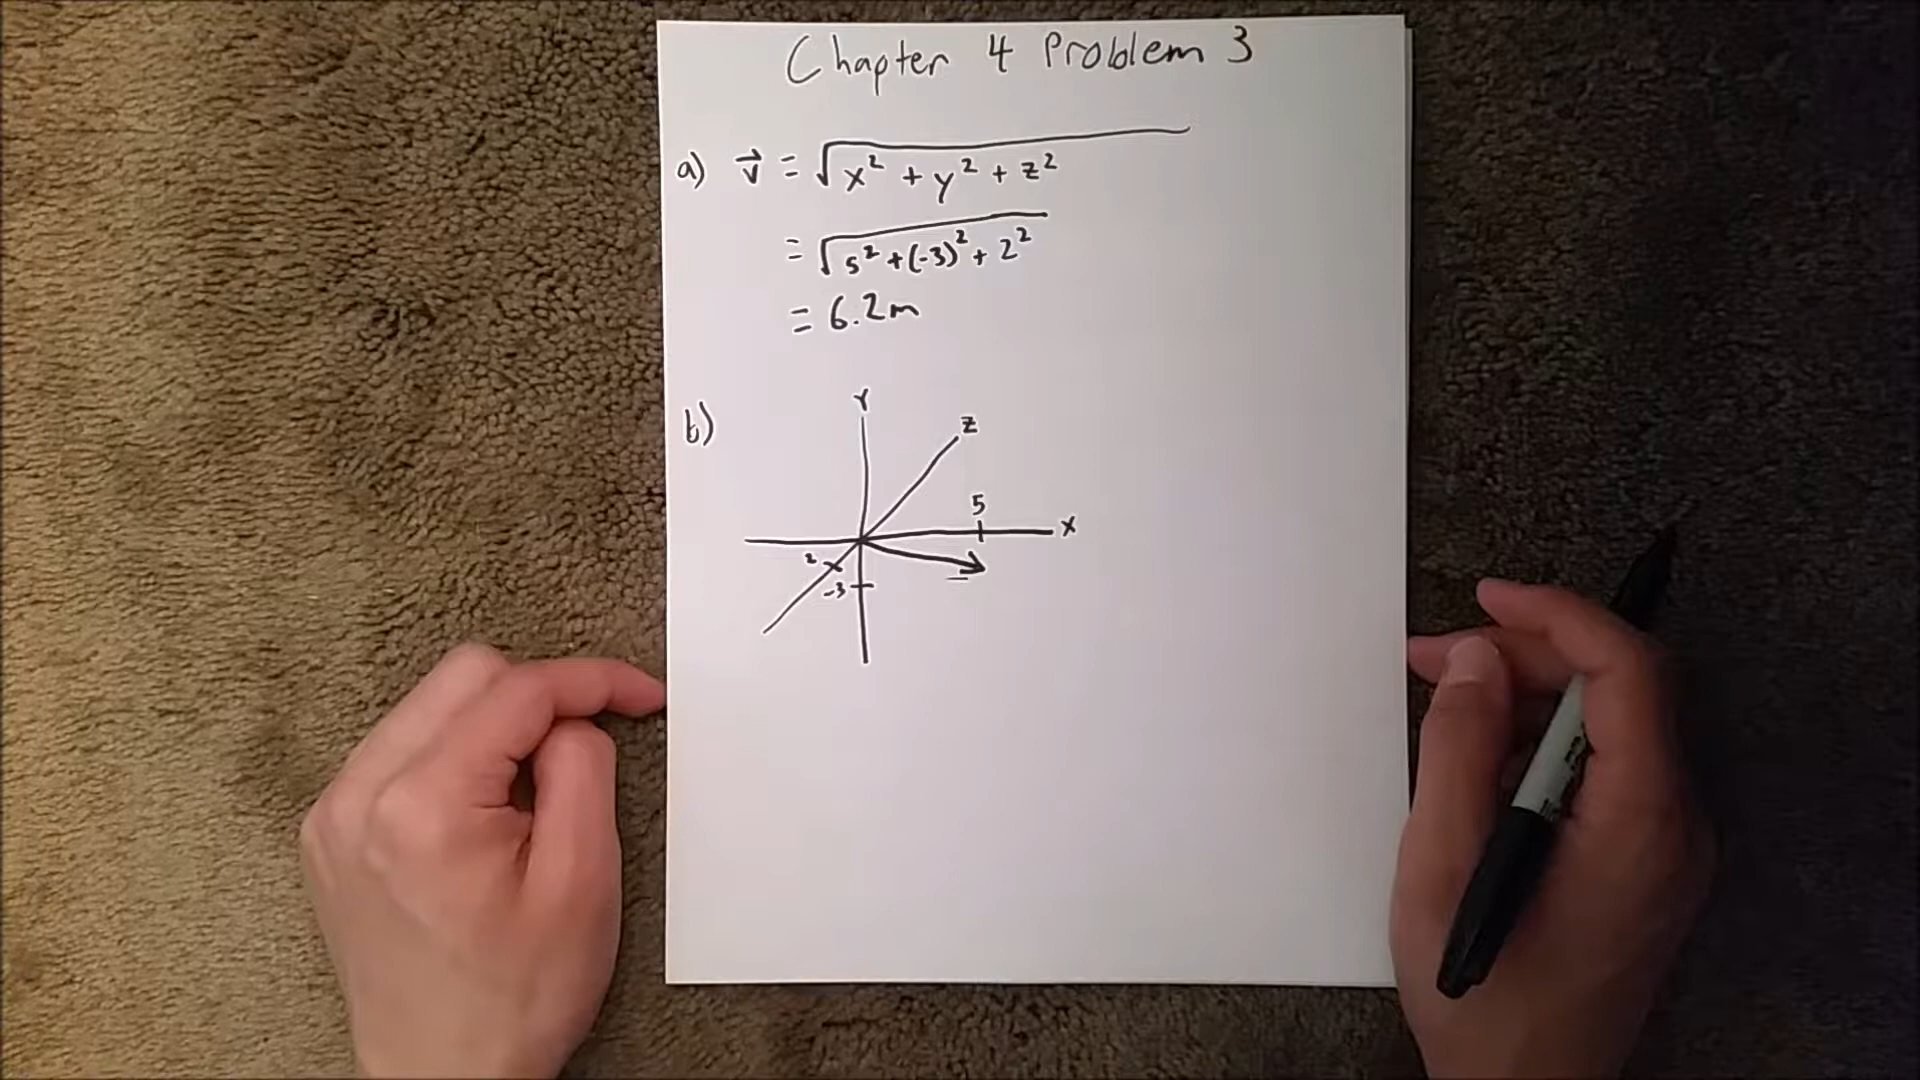 Chapter 4 Problem 3
a) v⃗ = √x² + y² + z²
= √5² + (-3)² + 2²
= 6.2m
b)
Y
Z
5
X
2
-3